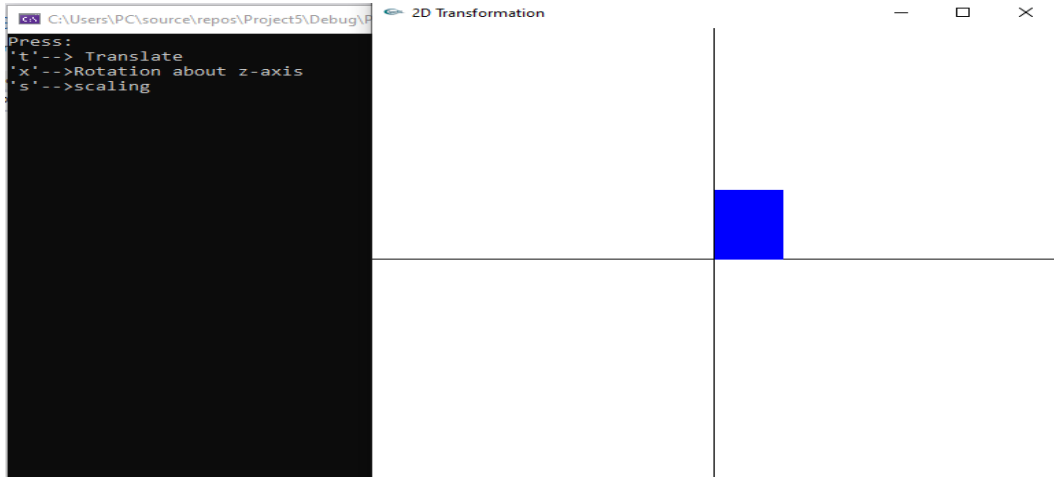 C:\Users\PC\source\repos\Project5\Debug\P
2D Transformation
Press:
't'--> Translate
'x'-->Rotation about z-axis
's'-->scaling